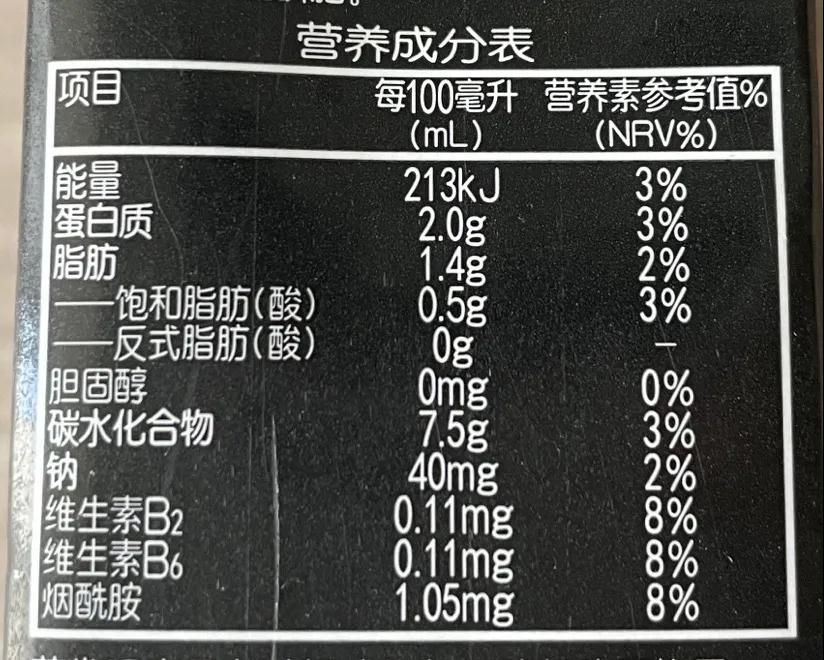 营养成分表
项目 每100毫升 营养素参考值%
(mL) (NRV%)
能量 213kJ 3%
蛋白质 2.0g 3%
脂肪 1.4g 2%
——饱和脂肪(酸) 0.5g 3%
——反式脂肪(酸) 0g –
胆固醇 0mg 0%
碳水化合物 7.5g 3%
钠 40mg 2%
维生素B2 0.11mg 8%
维生素B6 0.11mg 8%
烟酰胺 1.05mg 8%